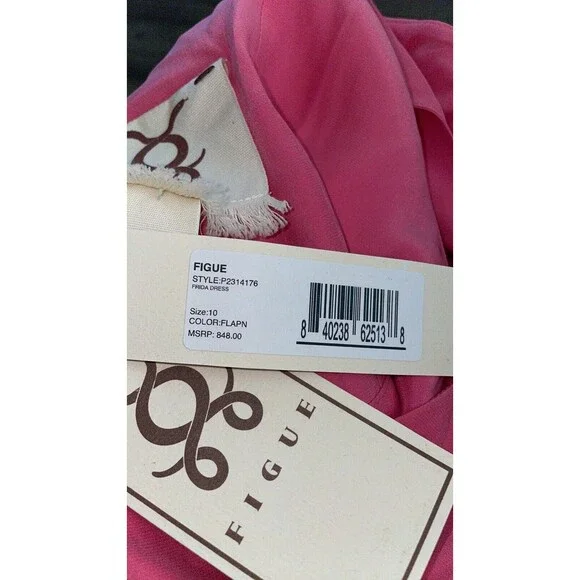 FIGUE
STYLE:P2314176
FRIDA DRESS
Size:10
COLOR:FLAPN
MSRP: 848.00
8 40238 62513 8
FIGUE